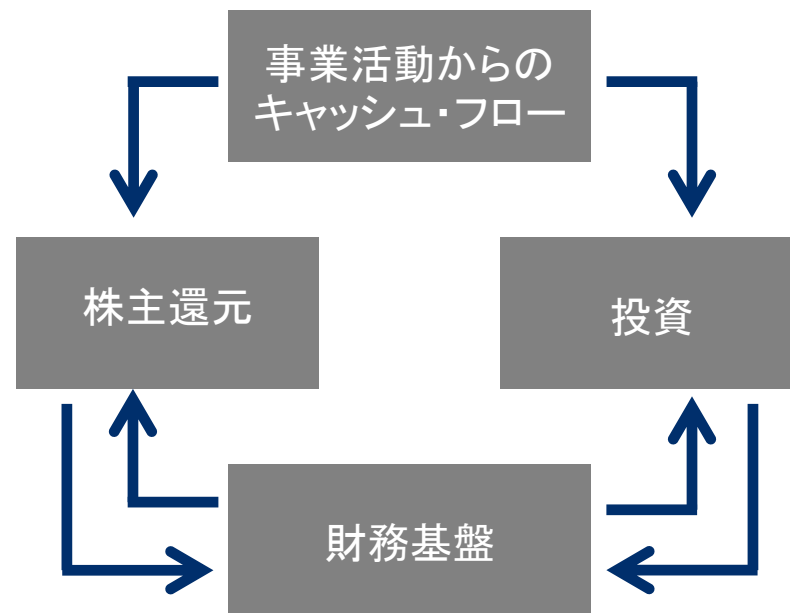 事業活動からの
キャッシュ・フロー
株主還元
投資
財務基盤